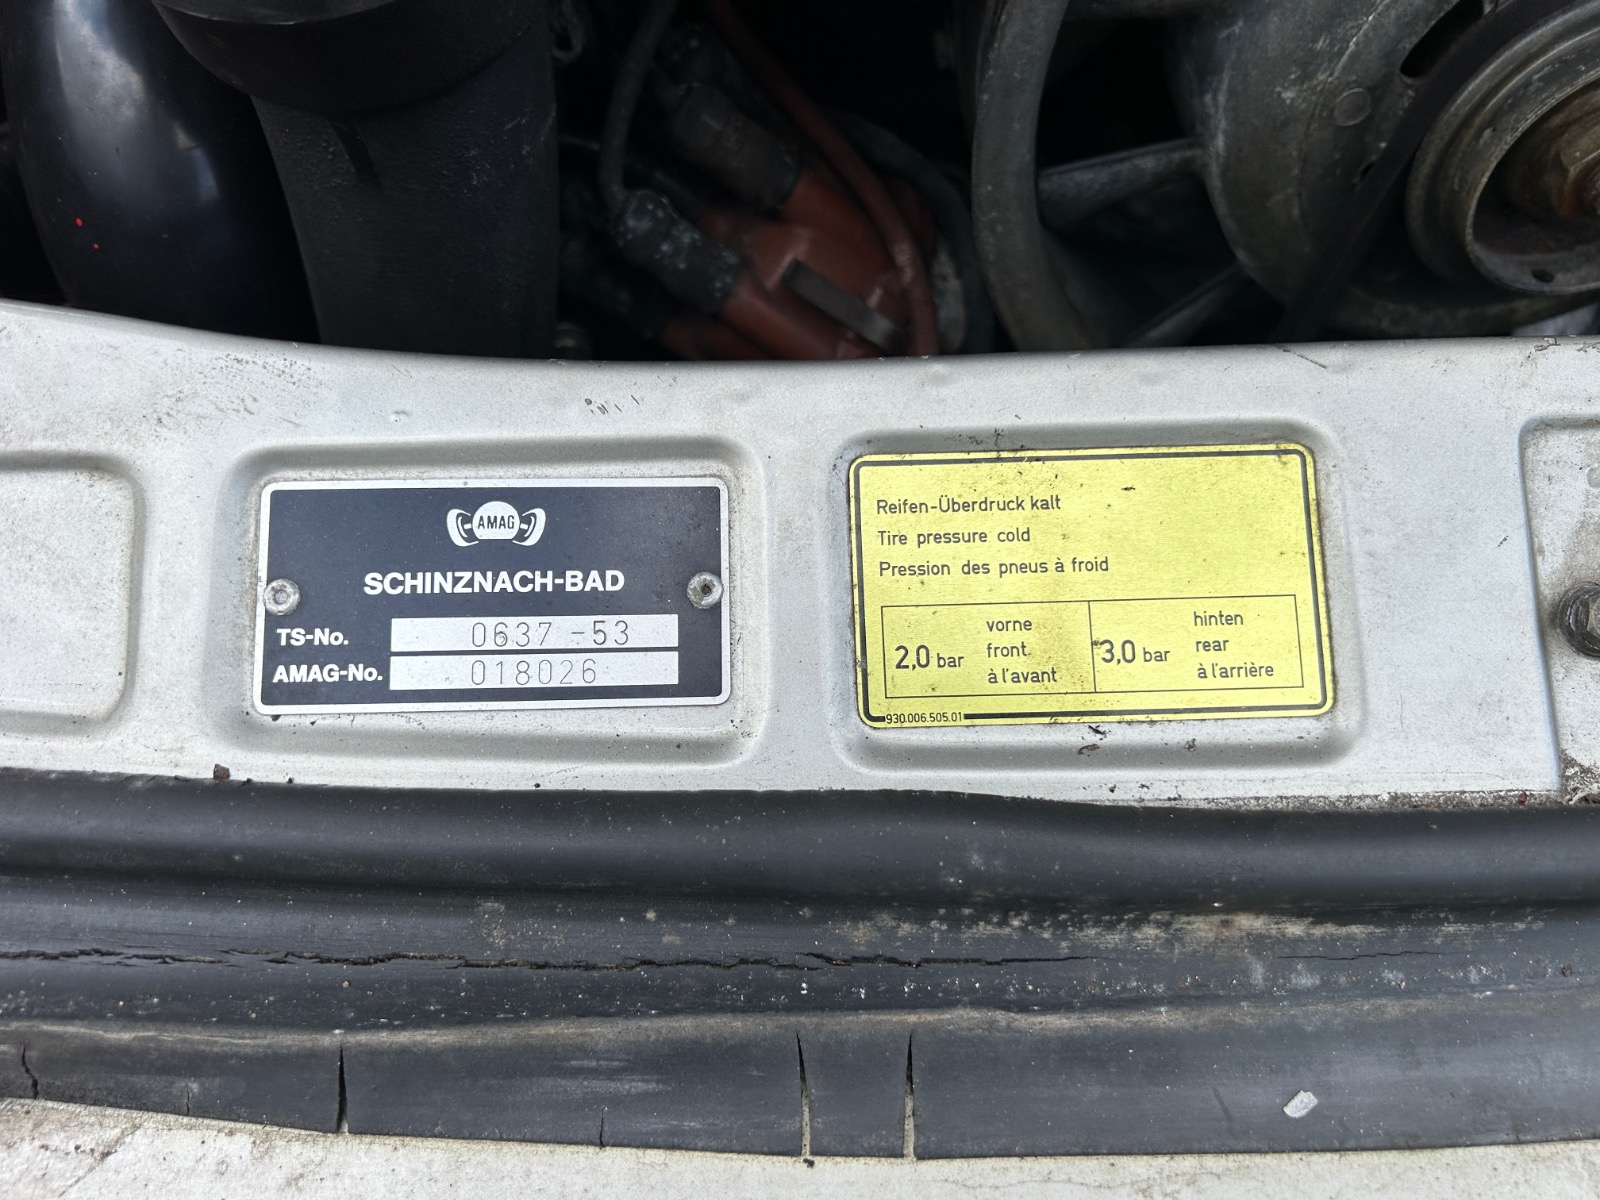 AMAG
SCHINZNACH-BAD
TS-No. 0637-53
AMAG-No. 018026
Reifen-Überdruck kalt
Tire pressure cold
Pression des pneus à froid
2,0 bar
vorne
front
à l'avant
3,0 bar
hinten
rear
à l'arrière
930.006.505.01